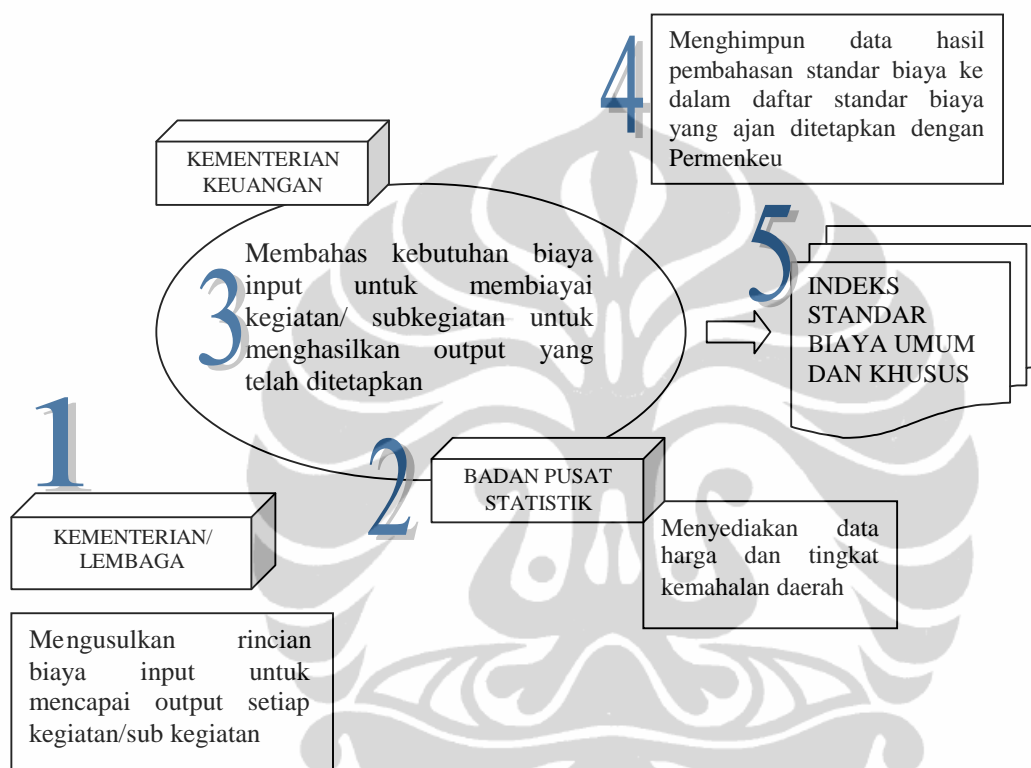 1
KEMENTERIAN/
LEMBAGA
Mengusulkan rincian
biaya input untuk
mencapai output setiap
kegiatan/sub kegiatan
2
BADAN PUSAT
STATISTIK
Menyediakan data
harga dan tingkat
kemahalan daerah
KEMENTERIAN
KEUANGAN
3
Membahas kebutuhan biaya
input untuk membiayai
kegiatan/ subkegiatan untuk
menghasilkan output yang
telah ditetapkan
4
Menghimpun data hasil
pembahasan standar biaya ke
dalam daftar standar biaya
yang ajan ditetapkan dengan
Permenkeu
5
INDEKS
STANDAR
BIAYA UMUM
DAN KHUSUS